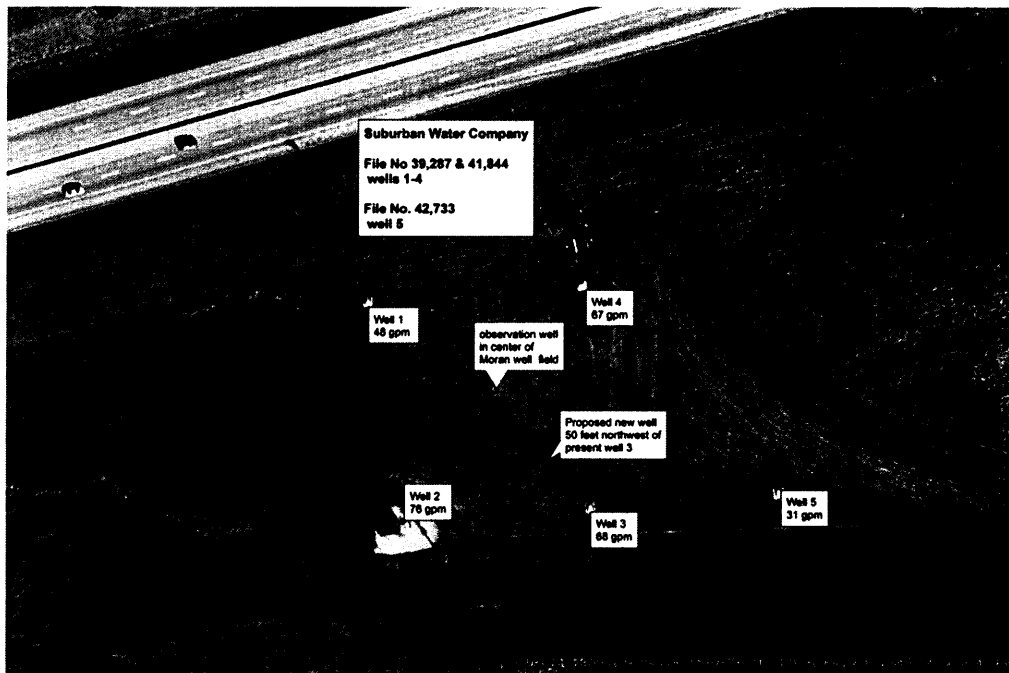 Suburban Water Company
File No 39,287 & 41,844
wells 1-4
File No. 42,733
well 5
Well 1
48 gpm
Well 4
67 gpm
observation well
in center of
Moran well field
Proposed new well
50 feet northwest of
present well 3
Well 2
76 gpm
Well 3
68 gpm
Well 5
31 gpm